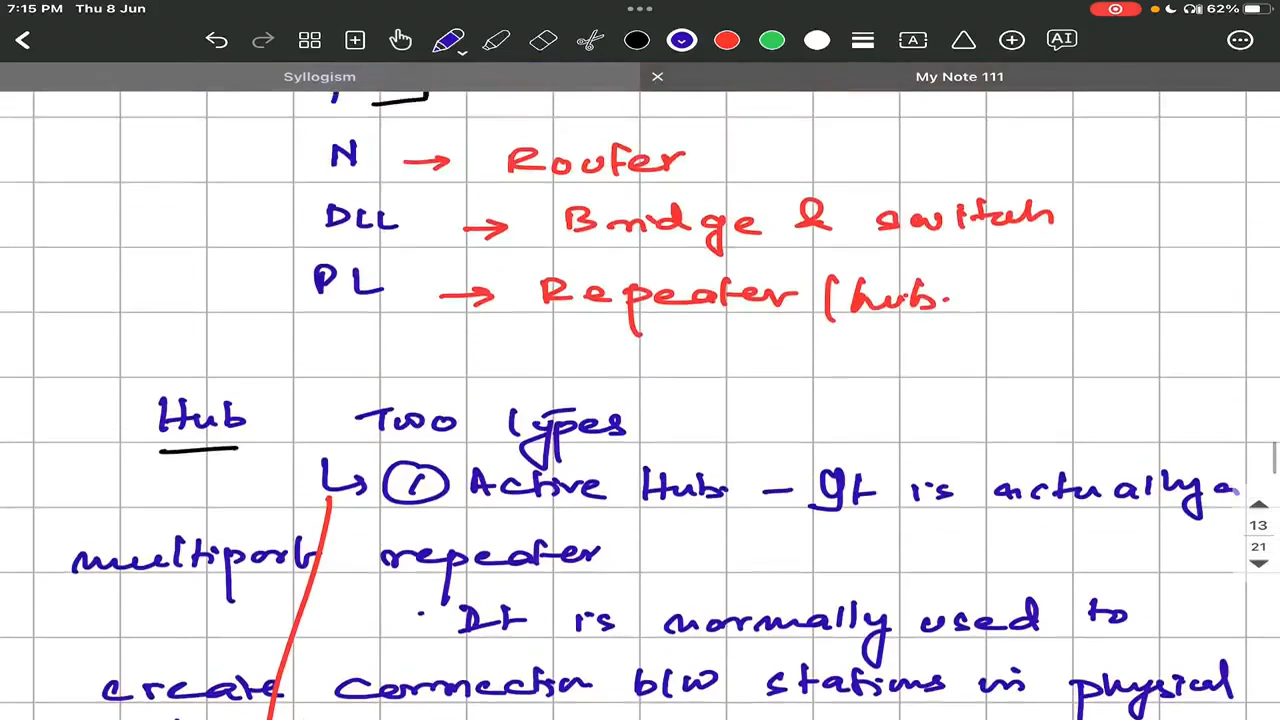 7:15 PM Thu 8 Jun
62%
A
AI
Syllogism
My Note 111
N → Router
DLL → Bridge & switch
PL → Repeater (hub.
Hub Two types
↳ ① Active Hub - It is actually a
multiport repeater
. It is normally used to
create connection b/w stations in physical
13
21